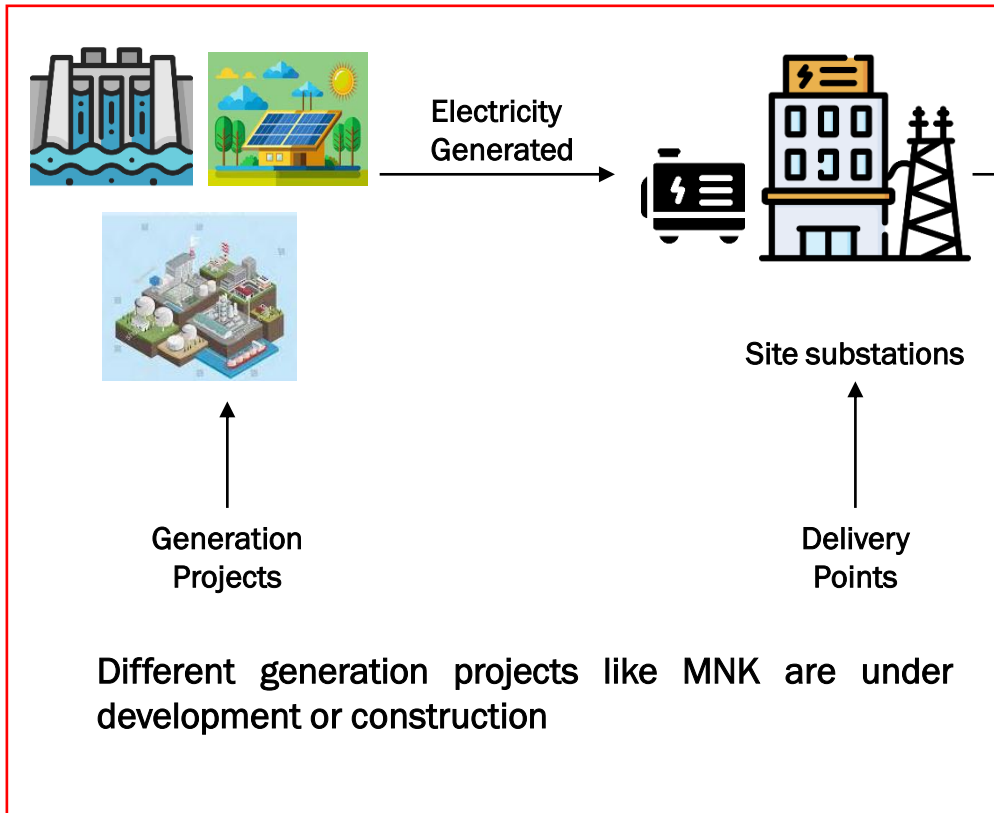 Electricity
Generated
Site substations
Generation
Projects
Delivery
Points
Different generation projects like MNK are under
development or construction